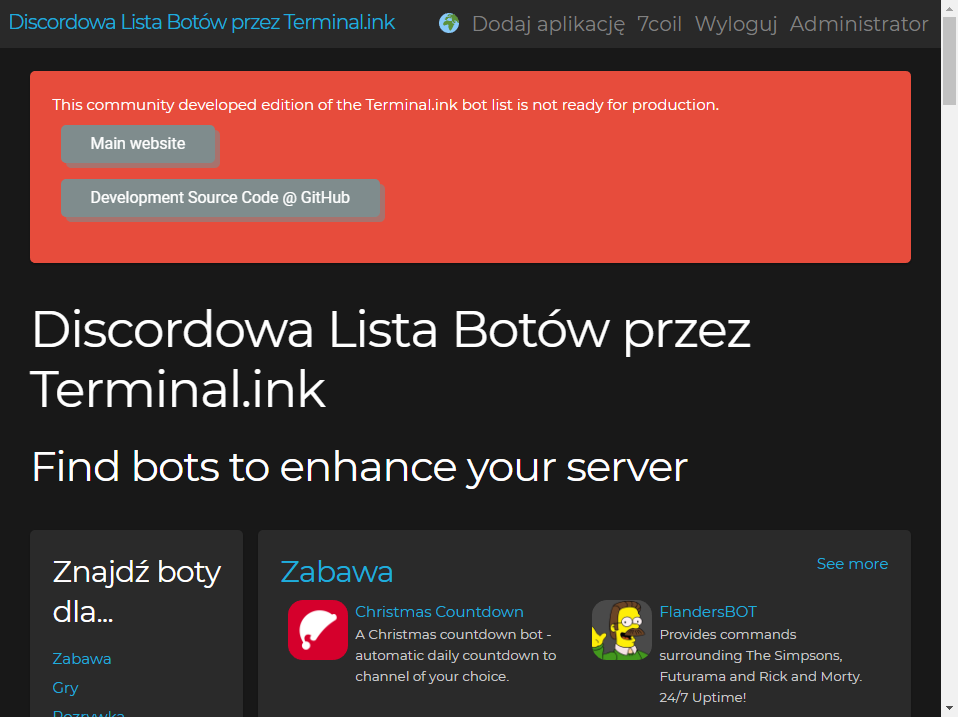 Discordowa Lista Botów przez Terminal.ink
Dodaj aplikację 7coil Wyloguj Administrator
This community developed edition of the Terminal.ink bot list is not ready for production.
Main website
Development Source Code @ GitHub
Discordowa Lista Botów przez
Terminal.ink
Find bots to enhance your server
Znajdź boty
dla...
Zabawa
Gry
Rozrywka
Zabawa
See more
Christmas Countdown
A Christmas countdown bot -
automatic daily countdown to
channel of your choice.
FlandersBOT
Provides commands
surrounding The Simpsons,
Futurama and Rick and Morty.
24/7 Uptime!